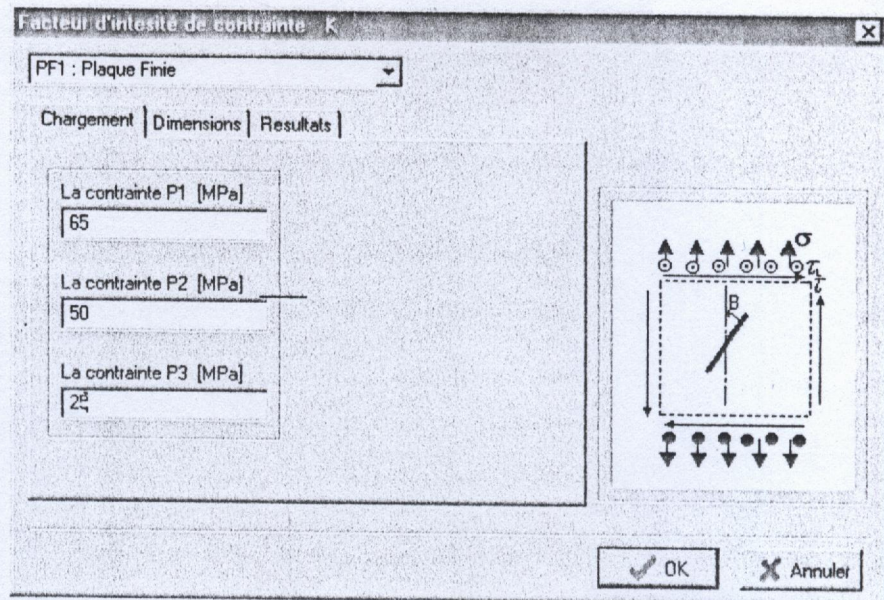 Facteur d'intosité de contrainte K
PF1 : Plaque Finie
Chargement Dimensions Resultats
La contrainte P1 [MPa]
65
La contrainte P2 [MPa]
50
La contrainte P3 [MPa]
σ
B
OK Annuler